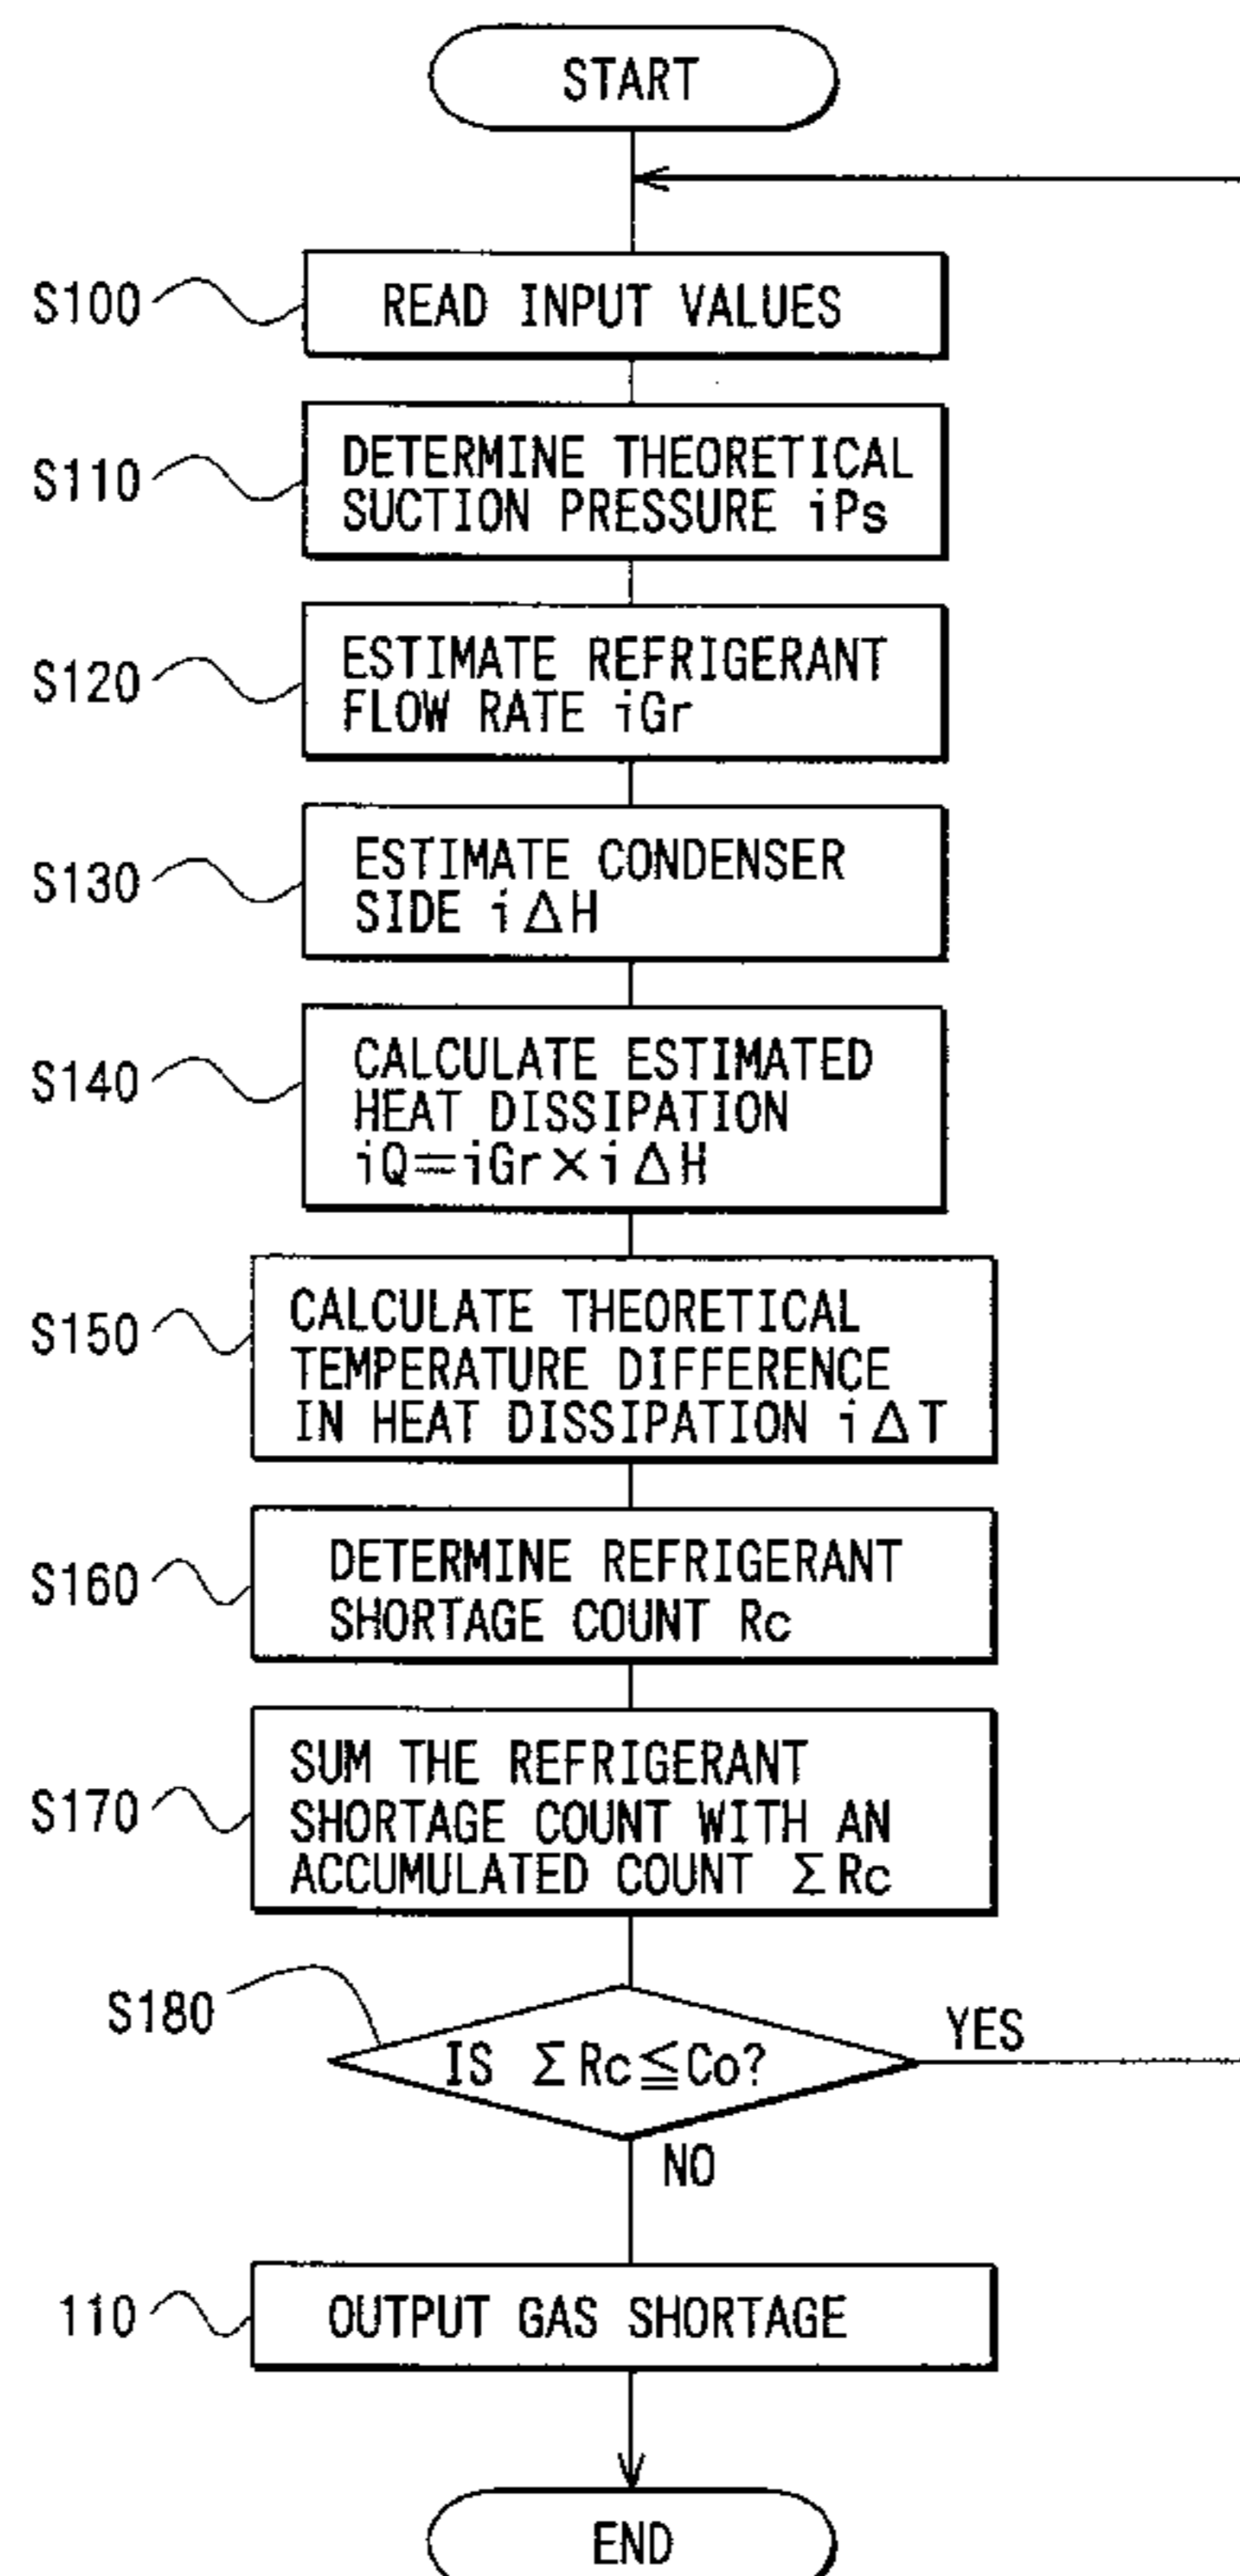 START
S100
READ INPUT VALUES
S110
DETERMINE THEORETICAL
SUCTION PRESSURE iPs
S120
ESTIMATE REFRIGERANT
FLOW RATE iGr
S130
ESTIMATE CONDENSER
SIDE i△H
S140
CALCULATE ESTIMATED
HEAT DISSIPATION
iQ=iGr×i△H
S150
CALCULATE THEORETICAL
TEMPERATURE DIFFERENCE
IN HEAT DISSIPATION i△T
S160
DETERMINE REFRIGERANT
SHORTAGE COUNT Rc
S170
SUM THE REFRIGERANT
SHORTAGE COUNT WITH AN
ACCUMULATED COUNT ΣRc
S180
IS ΣRc≦Co?
YES
NO
110
OUTPUT GAS SHORTAGE
END